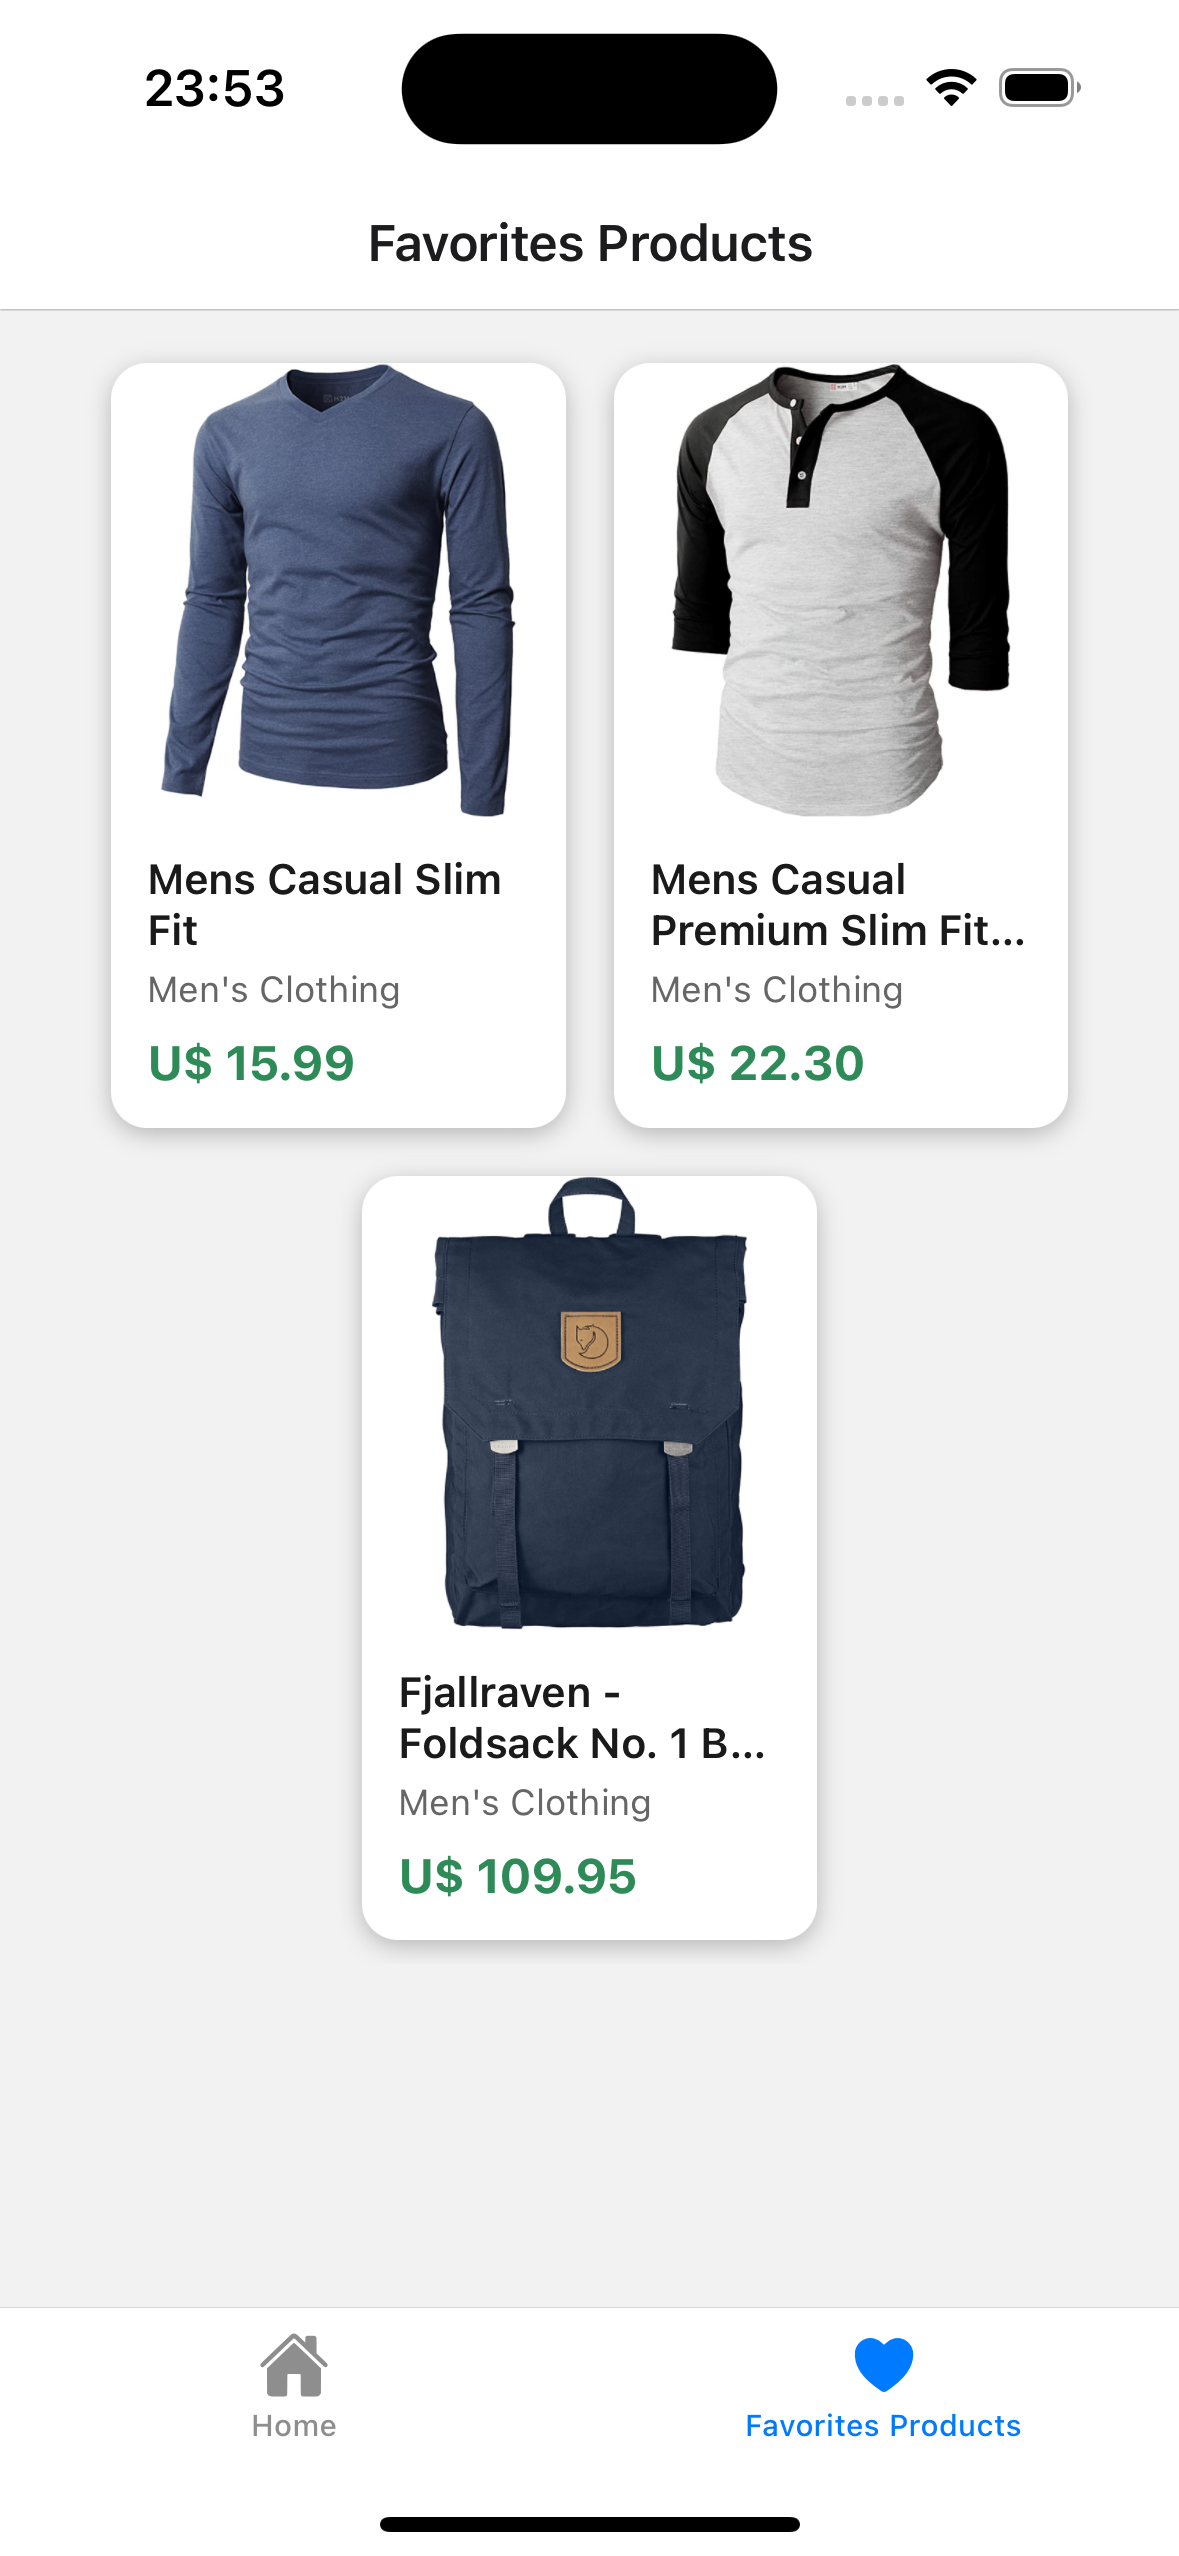 23:53
Favorites Products
Mens Casual Slim
Fit
Men's Clothing
U$ 15.99
Mens Casual
Premium Slim Fit...
Men's Clothing
U$ 22.30
Fjallraven -
Foldsack No. 1 B...
Men's Clothing
U$ 109.95
Home
Favorites Products